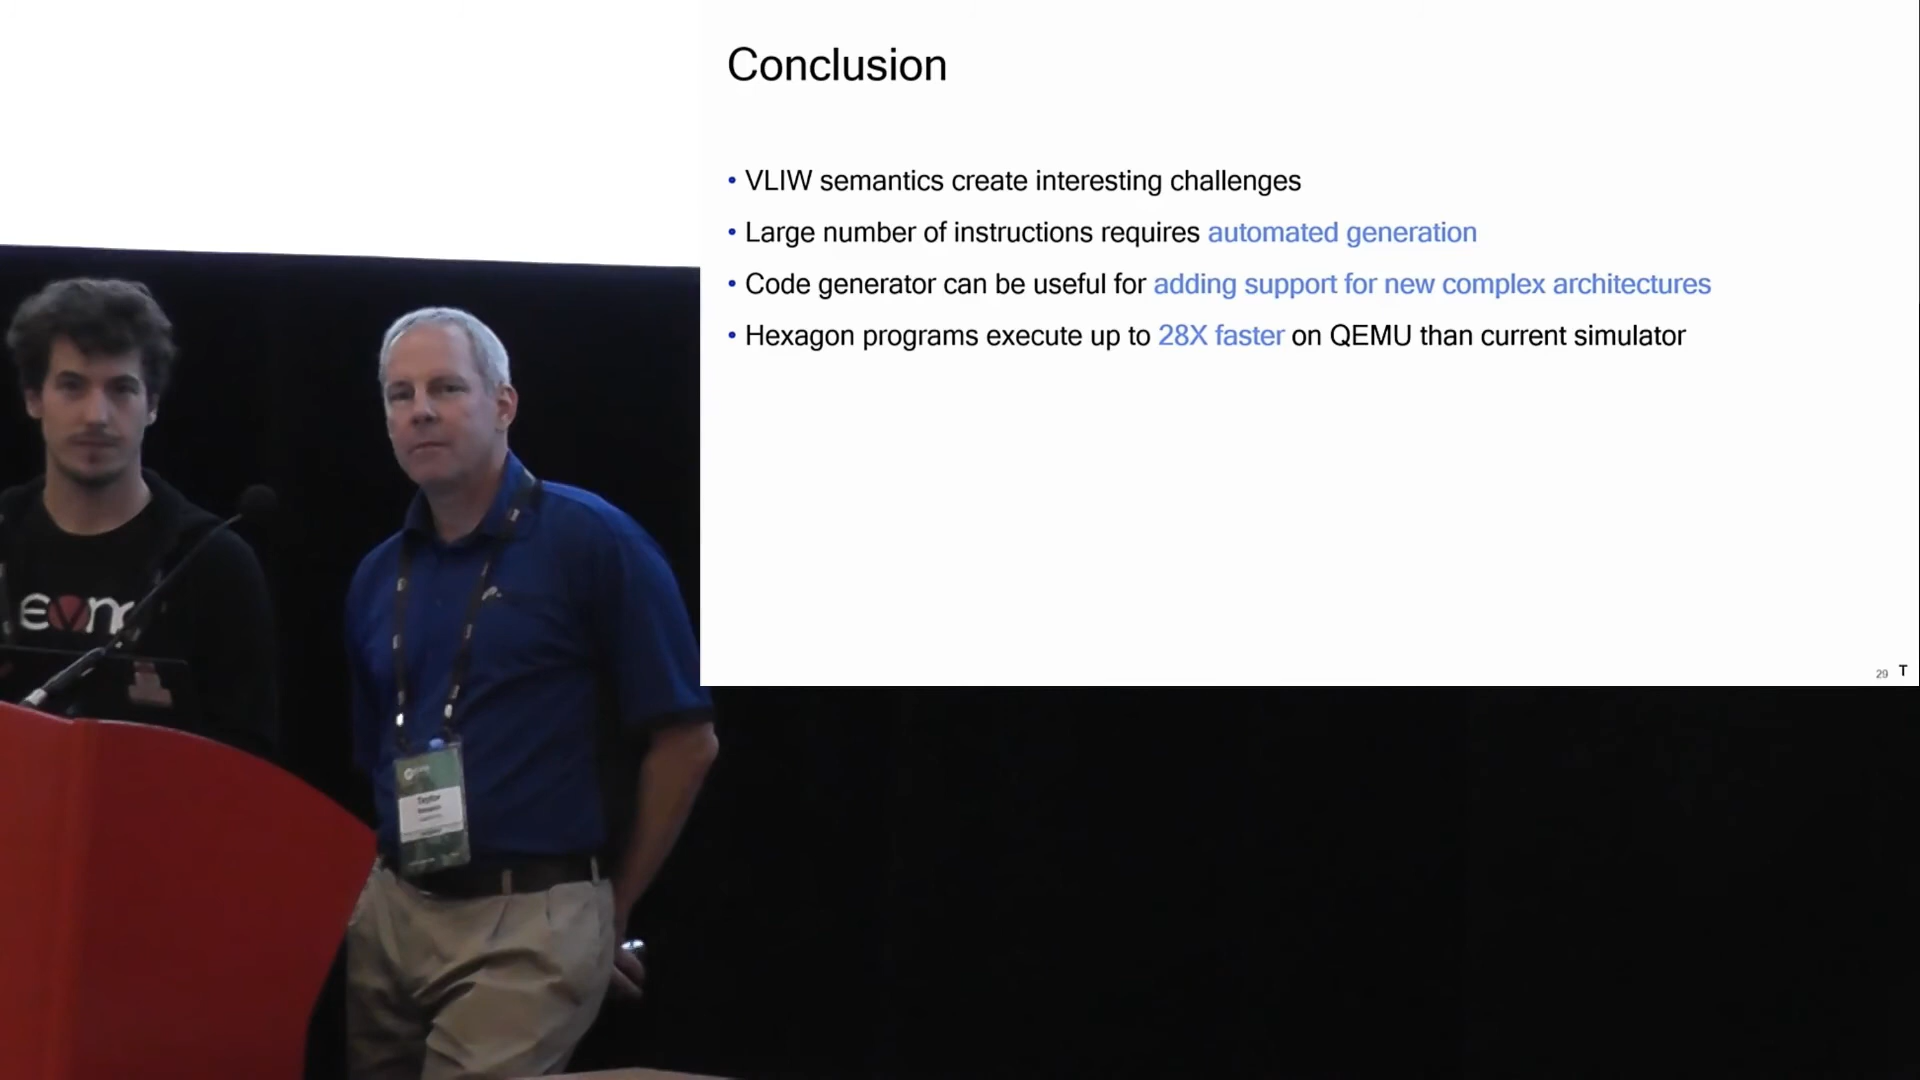 Conclusion
• VLIW semantics create interesting challenges
• Large number of instructions requires automated generation
• Code generator can be useful for adding support for new complex architectures
• Hexagon programs execute up to 28X faster on QEMU than current simulator
29 T
Taylor